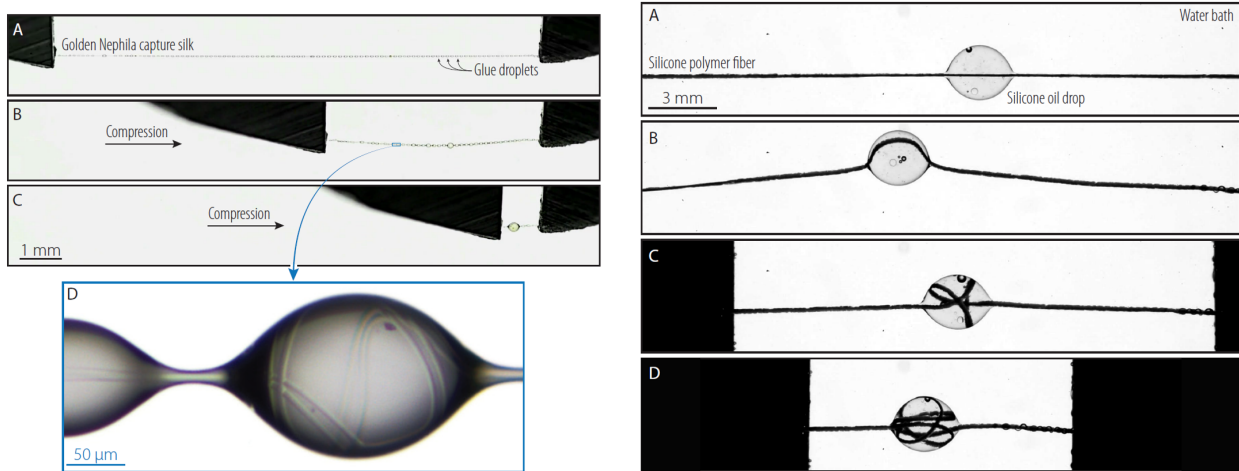 A
Golden Nephila capture silk
Glue droplets
B
Compression
C
Compression
1 mm
D
50 µm
A
Water bath
Silicone polymer fiber
3 mm
Silicone oil drop
B
C
D